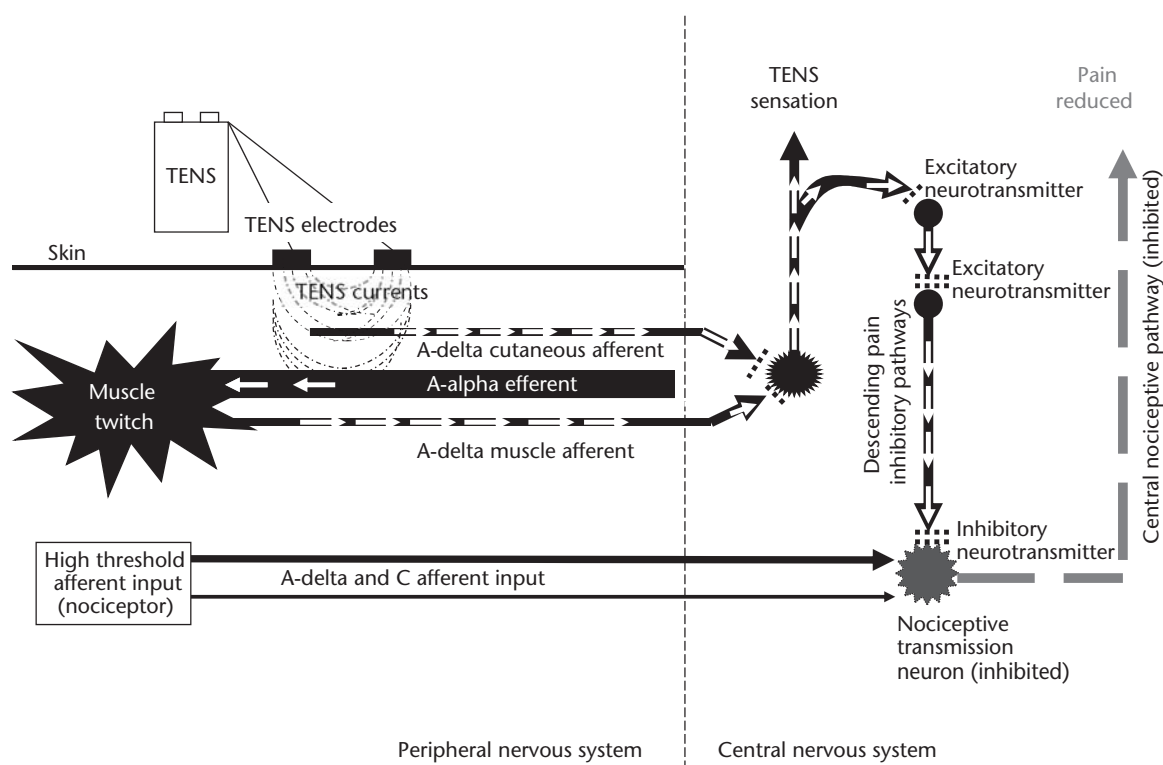 TENS
sensation
Pain
reduced
TENS
TENS electrodes
Skin
TENS currents
Excitatory
neurotransmitter
Excitatory
neurotransmitter
A-delta cutaneous afferent
A-alpha efferent
Muscle
twitch
A-delta muscle afferent
Descending pain
inhibitory pathways
Central nociceptive pathway (inhibited)
Inhibitory
neurotransmitter
High threshold
afferent input
(nociceptor)
A-delta and C afferent input
Nociceptive
transmission
neuron (inhibited)
Peripheral nervous system
Central nervous system